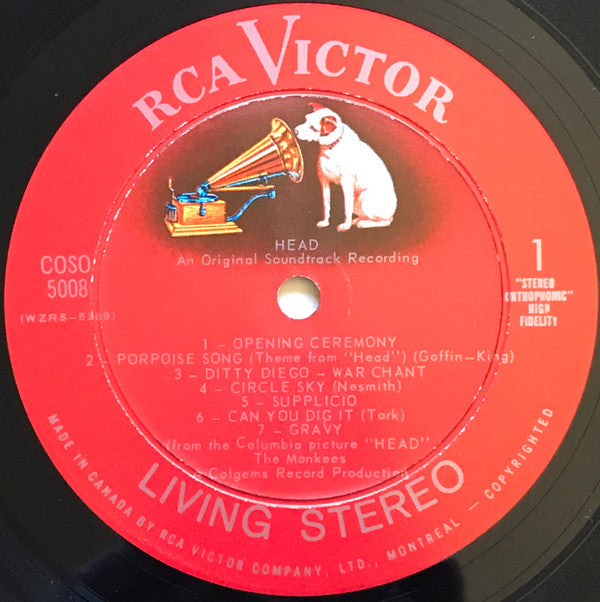 RCA VICTOR
HEAD
An Original Soundtrack Recording
COSO
5008
(WZRS-5369)
1
"STEREO
ORTHOPHONIC"
HIGH
FIDELITY
1 – OPENING CEREMONY
2 – PORPOISE SONG (Theme from "Head") (Goffin–King)
3 – DITTY DIEGO – WAR CHANT
4 – CIRCLE SKY (Nesmith)
5 – SUPPLICIO
6 – CAN YOU DIG IT (Tork)
7 – GRAVY
(from the Columbia picture "HEAD"
The Monkees
Colgems Record Production
LIVING STEREO
MADE IN CANADA BY RCA VICTOR COMPANY, LTD., MONTREAL – COPYRIGHTED